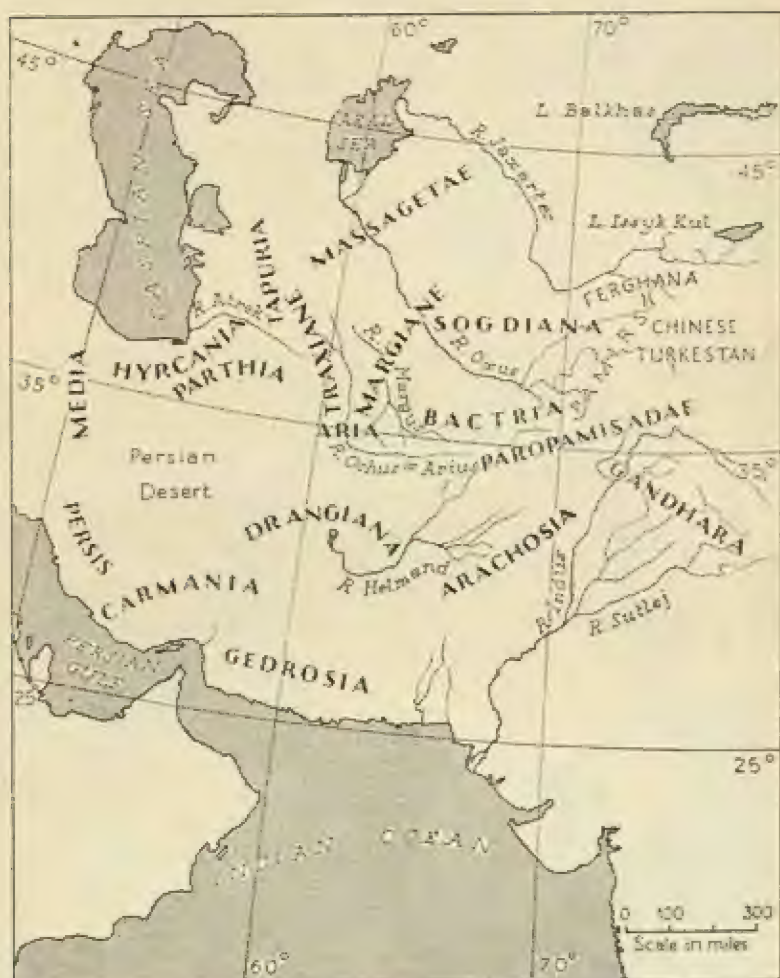 60°
70°
45°
CASPIAN SEA
ARAL
SEA
R. Jaxartes
L. Balkhas
45°
MASSAGETAE
L. Issyk Kul
TAPURIA
FERGHANA
R. Atrek
TRAXIANE
MARGIANE
R. Margus
SOGDIANA
R. Oxus
PAMIRS
CHINESE
TURKESTAN
MEDIA
HYRCANIA
PARTHIA
35°
BACTRIA
ARIA
R. Ochus = Arius
PAROPAMISADAE
35°
Persian
Desert
GANDHARA
PERSIS
DRANGIANA
ARACHOSIA
R. Helmand
CARMANIA
R. Indus
R. Sutlej
PERSIAN
GULF
GEDROSIA
25°
25°
INDIAN OCEAN
0 100 300
Scale in miles
60°
70°